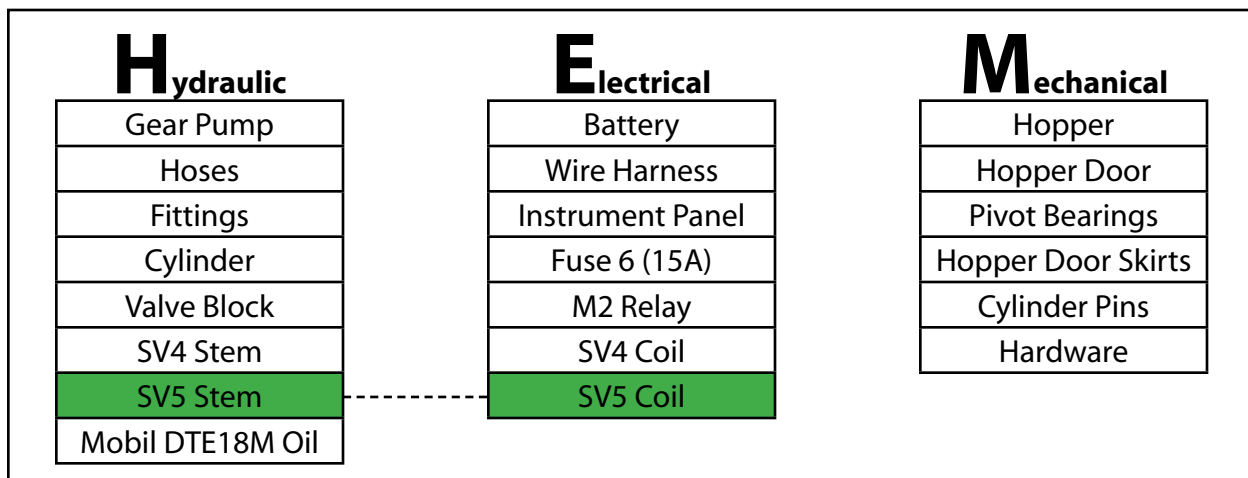 Hydraulic
Gear Pump
Hoses
Fittings
Cylinder
Valve Block
SV4 Stem
SV5 Stem
Mobil DTE18M Oil
Electrical
Battery
Wire Harness
Instrument Panel
Fuse 6 (15A)
M2 Relay
SV4 Coil
SV5 Coil
Mechanical
Hopper
Hopper Door
Pivot Bearings
Hopper Door Skirts
Cylinder Pins
Hardware